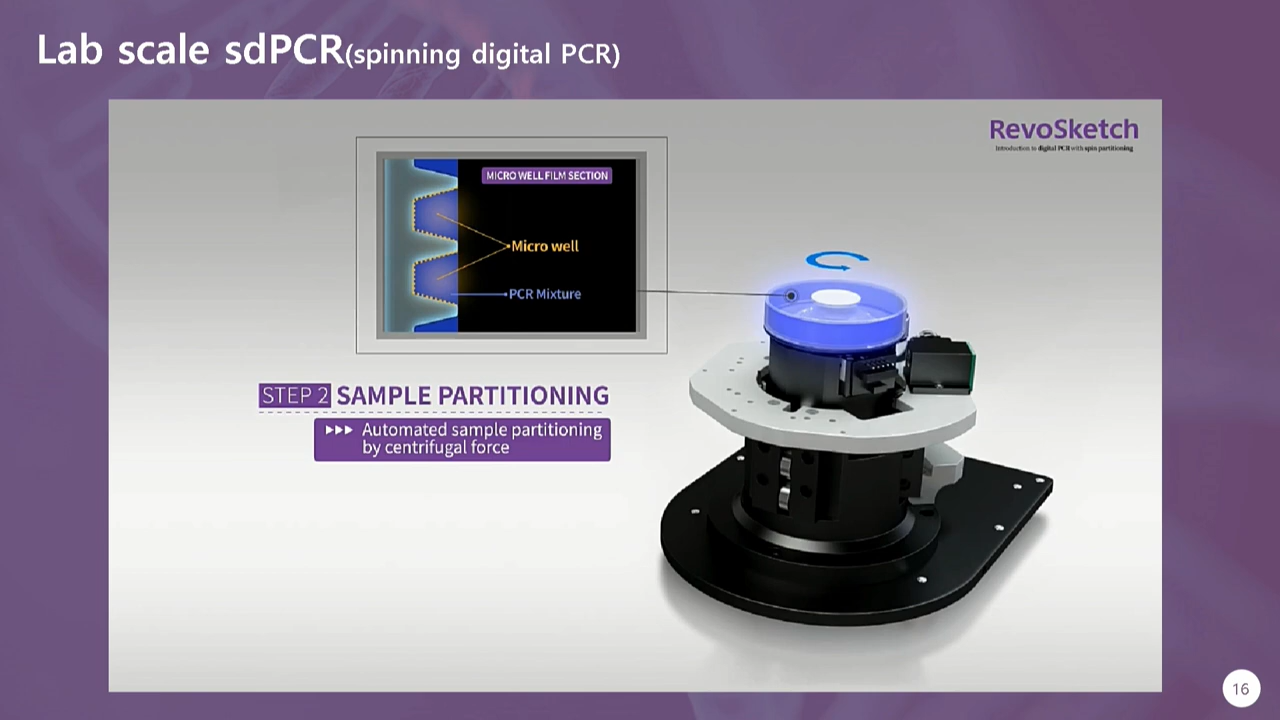 Lab scale sdPCR(spinning digital PCR)
RevoSketch
Introduction to digital PCR with spin partitioning
MICRO WELL FILM SECTION
Micro well
PCR Mixture
STEP 2 SAMPLE PARTITIONING
Automated sample partitioning
by centrifugal force
16